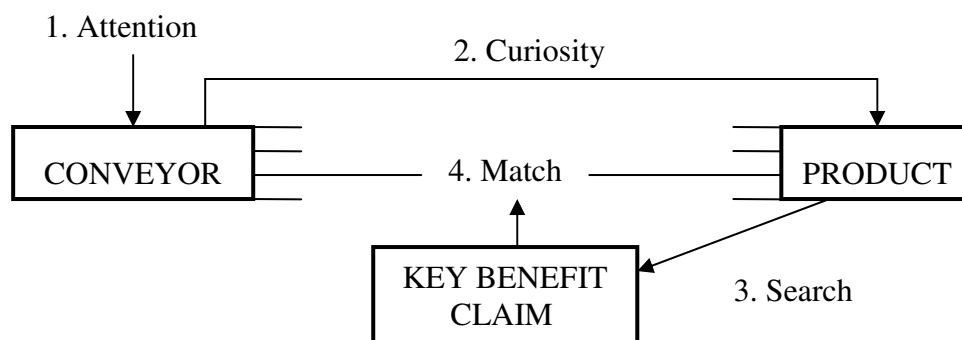 1. Attention
2. Curiosity
CONVEYOR
4. Match
PRODUCT
KEY BENEFIT
CLAIM
3. Search